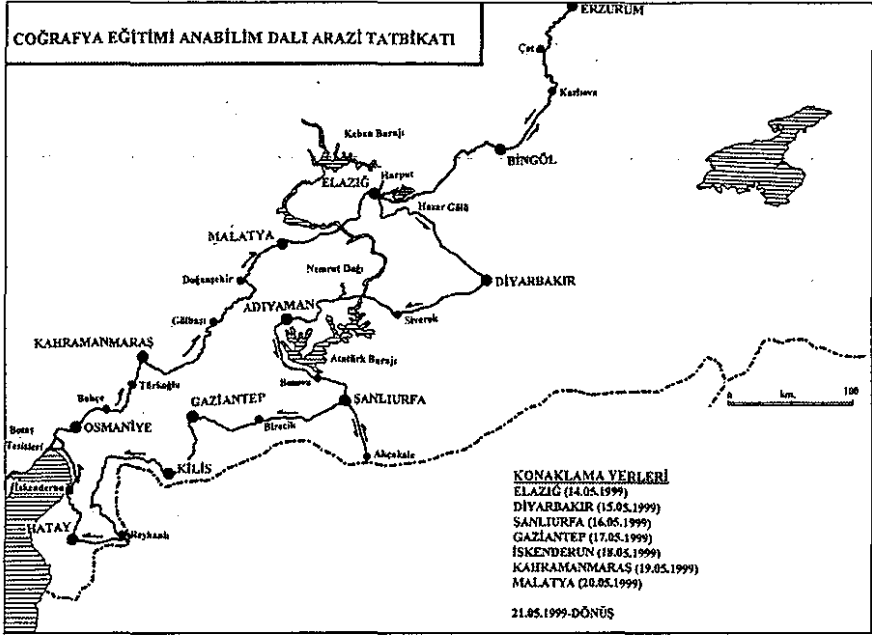 COĞRAFYA EĞİTİMİ ANABİLİM DALI ARAZİ TATBİKATI
ERZURUM
Çat
Karlıova
BİNGÖL
Keban Barajı
Harput
ELAZIĞ
Hazar Gölü
MALATYA
Nemrut Dağı
DİYARBAKIR
Doğanşehir
ADIYAMAN
Siverek
Gölbaşı
Atatürk Barajı
KAHRAMANMARAŞ
Bozova
Türkoğlu
Bahçe
GAZİANTEP
ŞANLIURFA
0 km. 100
Birecik
Botaş
Tesisleri
OSMANİYE
Akçakale
KİLİS
İskenderun
HATAY
Reyhanlı
KONAKLAMA YERLERİ
ELAZIĞ (14.05.1999)
DİYARBAKIR (15.05.1999)
ŞANLIURFA (16.05.1999)
GAZİANTEP (17.05.1999)
İSKENDERUN (18.05.1999)
KAHRAMANMARAŞ (19.05.1999)
MALATYA (20.05.1999)
21.05.1999-DÖNÜŞ